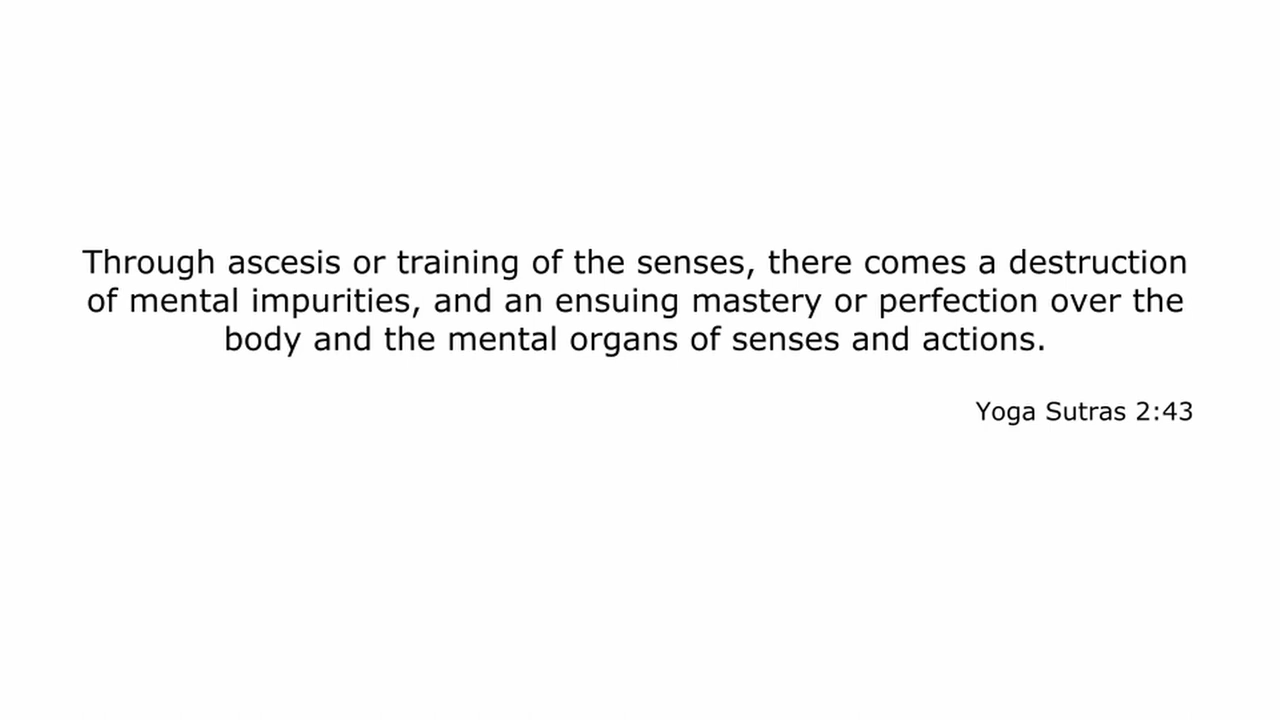 Through ascesis or training of the senses, there comes a destruction
of mental impurities, and an ensuing mastery or perfection over the
body and the mental organs of senses and actions.
Yoga Sutras 2:43